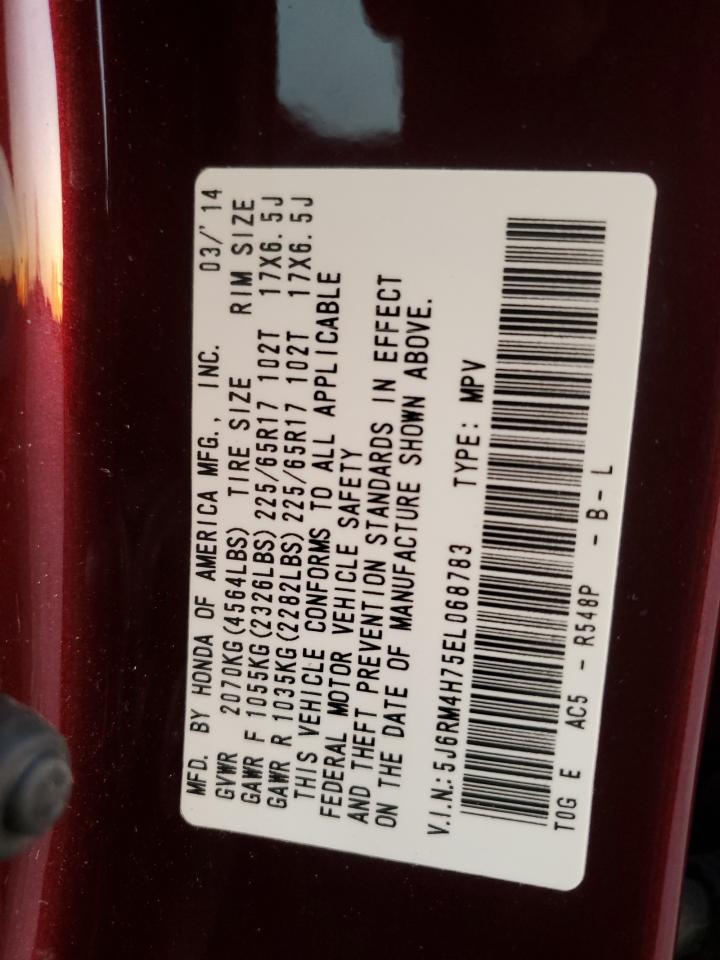 MFD. BY HONDA OF AMERICA MFG., INC. 03/'14
GVWR 2070KG(4564LBS) TIRE SIZE RIM SIZE
GAWR F 1055KG(2326LBS) 225/65R17 102T 17X6.5J
GAWR R 1035KG(2282LBS) 225/65R17 102T 17X6.5J
THIS VEHICLE CONFORMS TO ALL APPLICABLE
FEDERAL MOTOR VEHICLE SAFETY
AND THEFT PREVENTION STANDARDS IN EFFECT
ON THE DATE OF MANUFACTURE SHOWN ABOVE.
V.I.N.: 5J6RM4H75EL068783 TYPE: MPV
T0G E AC5 - R548P - B - L